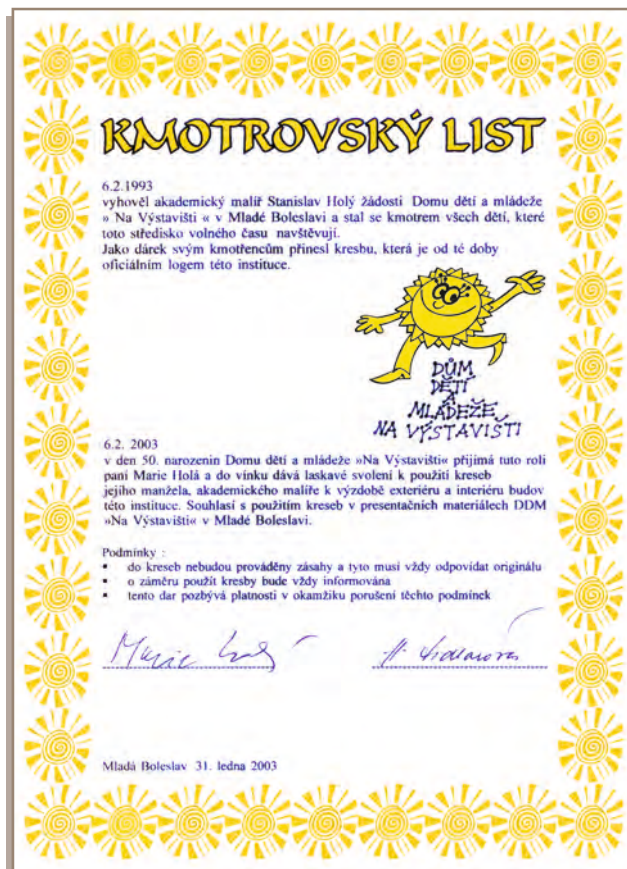 KMOTROVSKÝ LIST
6.2.1993
vyhověl akademický malíř Stanislav Holý žádosti Domu dětí a mládeže
» Na Výstavišti « v Mladé Boleslavi a stal se kmotrem všech dětí, které
toto středisko volného času navštěvují.
Jako dárek svým kmotřencům přinesl kresbu, která je od té doby
oficiálním logem této instituce.
DŮM
DĚTÍ
A
MLÁDEŽE
NA VÝSTAVIŠTI
6.2. 2003
v den 50. narozenin Domu dětí a mládeže »Na Výstavišti« přijímá tuto roli
paní Marie Holá a do vínku dává laskavé svolení k použití kreseb
jejího manžela, akademického malíře k výzdobě exteriéru a interiéru budov
této instituce. Souhlasí s použitím kreseb v presentačních materiálech DDM
»Na Výstavišti« v Mladé Boleslavi.
Podmínky :
▪ do kreseb nebudou prováděny zásahy a tyto musí vždy odpovídat originálu
▪ o záměru použít kresby bude vždy informována
▪ tento dar pozbývá platnosti v okamžiku porušení těchto podmínek
Marie
Mladá Boleslav 31. ledna 2003